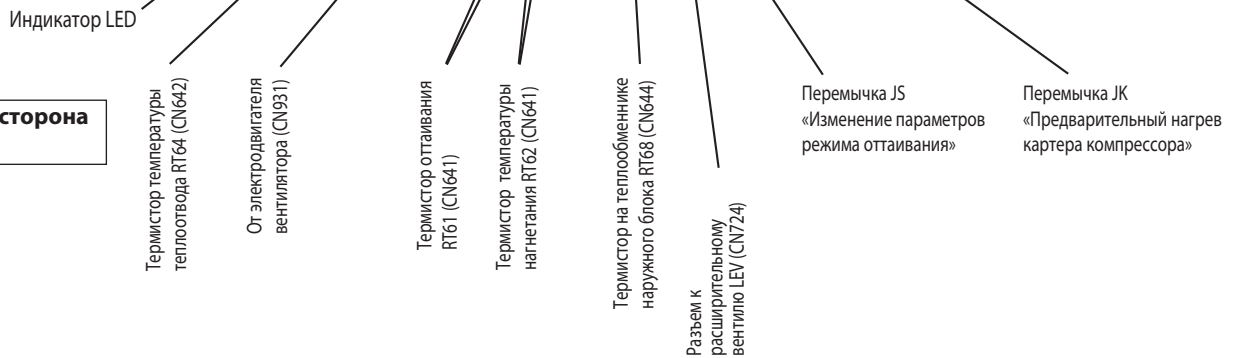 Индикатор LED
сторона
Термистор температуры
теплоотвода RT64 (CN642)
От электродвигателя
вентилятора (CN931)
Термистор оттаивания
RT61 (CN641)
Термистор температуры
нагнетания RT62 (CN641)
Термистор на теплообменнике
наружного блока RT68 (CN644)
Разъем к
расширительному
вентилю LEV (CN724)
Перемычка JS
«Изменение параметров
режима оттаивания»
Перемычка JK
«Предварительный нагрев
картера компрессора»